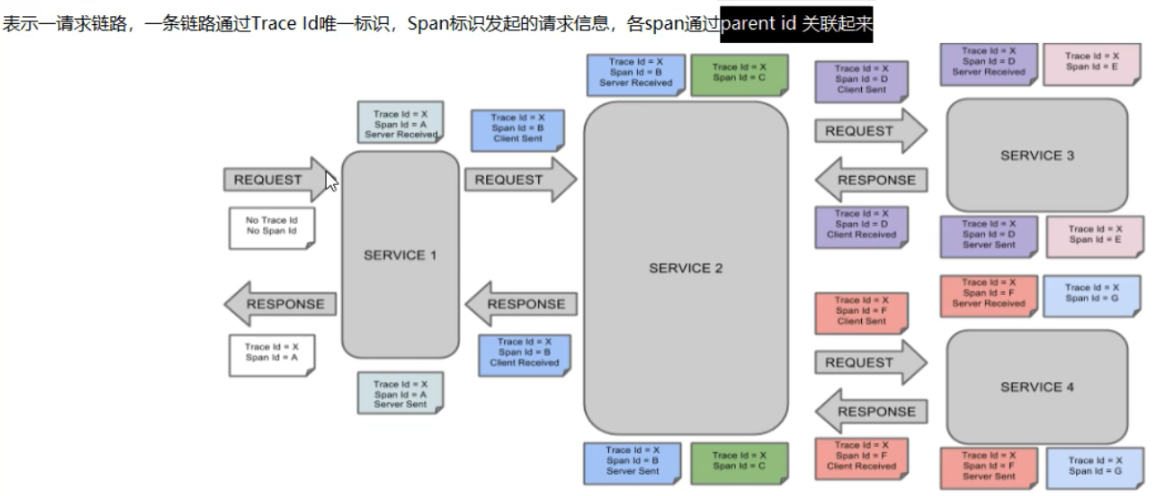 表示一请求链路，一条链路通过Trace Id唯一标识，Span标识发起的请求信息，各span通过parent id 关联起来
Trace Id = X
Span Id = A
Server Received
Trace Id = X
Span Id = B
Client Sent
Trace Id = X
Span Id = B
Server Received
Trace Id = X
Span Id = C
Trace Id = X
Span Id = D
Client Sent
Trace Id = X
Span Id = D
Server Received
Trace Id = X
Span Id = E
REQUEST
No Trace Id
No Span Id
RESPONSE
Trace Id = X
Span Id = A
SERVICE 1
Trace Id = X
Span Id = A
Server Sent
REQUEST
RESPONSE
Trace Id = X
Span Id = B
Client Received
SERVICE 2
Trace Id = X
Span Id = B
Server Sent
Trace Id = X
Span Id = C
REQUEST
RESPONSE
Trace Id = X
Span Id = D
Client Received
SERVICE 3
Trace Id = X
Span Id = D
Server Sent
Trace Id = X
Span Id = E
Trace Id = X
Span Id = F
Client Sent
Trace Id = X
Span Id = F
Server Received
Trace Id = X
Span Id = G
REQUEST
RESPONSE
Trace Id = X
Span Id = F
Client Received
SERVICE 4
Trace Id = X
Span Id = F
Server Sent
Trace Id = X
Span Id = G